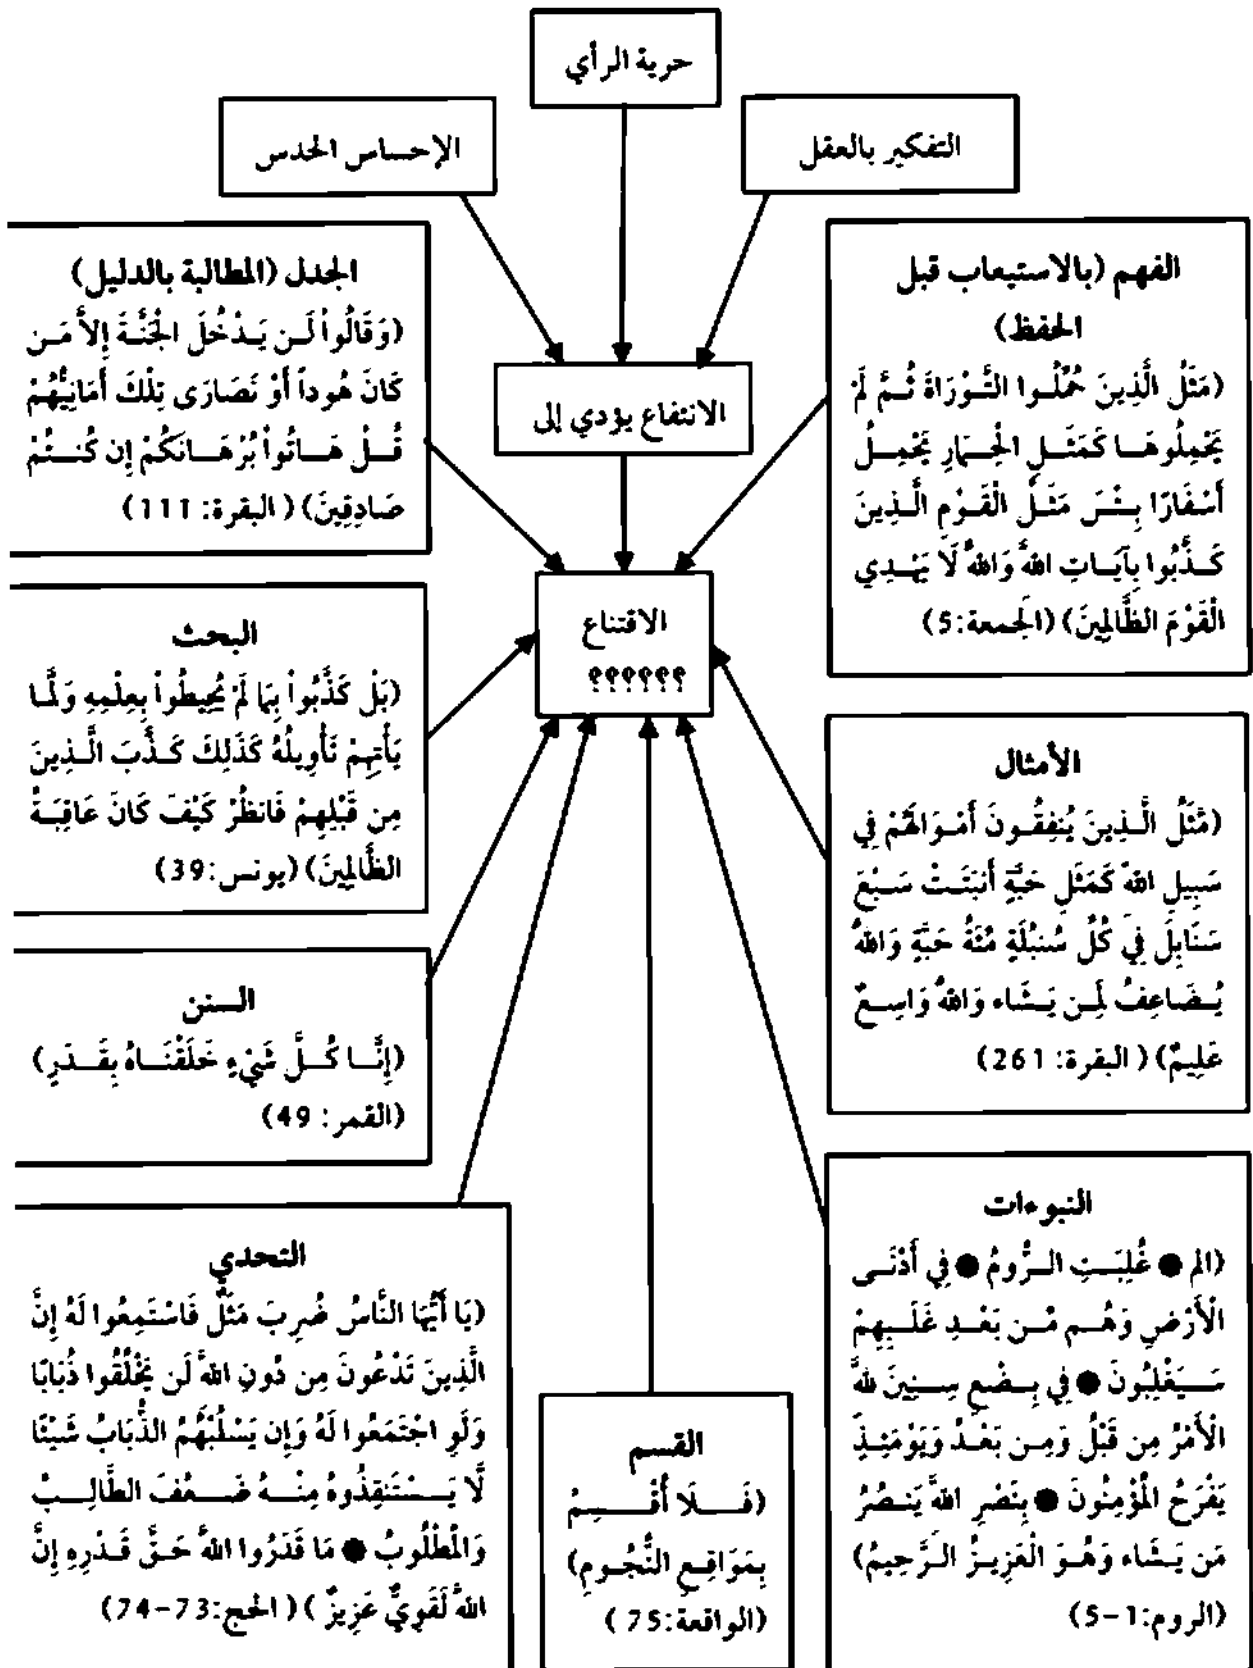 حرية الرأي
التفكير بالعقل
الإحساس الحدس
الانتفاع يؤدي إلى
الاقتناع
؟؟؟؟؟؟
الفهم (بالاستيعاب قبل
الحفظ)
(مَثَلُ الَّذِينَ حُمِّلُوا التَّوْرَاةَ ثُمَّ لَمْ
يَحْمِلُوهَا كَمَثَلِ الْحِمَارِ يَحْمِلُ
أَسْفَارًا بِئْسَ مَثَلُ الْقَوْمِ الَّذِينَ
كَذَّبُوا بِآيَاتِ اللَّهِ وَاللَّهُ لَا يَهْدِي
الْقَوْمَ الظَّالِمِينَ) (الجمعة:5)
الأمثال
(مَّثَلُ الَّذِينَ يُنفِقُونَ أَمْوَالَهُمْ فِي
سَبِيلِ اللّهِ كَمَثَلِ حَبَّةٍ أَنبَتَتْ سَبْعَ
سَنَابِلَ فِي كُلِّ سُنبُلَةٍ مِّئَةُ حَبَّةٍ وَاللّهُ
يُضَاعِفُ لِمَن يَشَاء وَاللّهُ وَاسِعٌ
عَلِيمٌ) (البقرة: 261)
النبوءات
(الم ● غُلِبَتِ الرُّومُ ● فِي أَدْنَى
الْأَرْضِ وَهُم مِّن بَعْدِ غَلَبِهِمْ
سَيَغْلِبُونَ ● فِي بِضْعِ سِنِينَ لِلَّهِ
الْأَمْرُ مِن قَبْلُ وَمِن بَعْدُ وَيَوْمَئِذٍ
يَفْرَحُ الْمُؤْمِنُونَ ● بِنَصْرِ اللَّهِ يَنصُرُ
مَن يَشَاء وَهُوَ الْعَزِيزُ الرَّحِيمُ)
(الروم:1-5)
الجدل (المطالبة بالدليل)
(وَقَالُواْ لَن يَدْخُلَ الْجَنَّةَ إِلاَّ مَن
كَانَ هُوداً أَوْ نَصَارَى تِلْكَ أَمَانِيُّهُمْ
قُلْ هَاتُواْ بُرْهَانَكُمْ إِن كُنتُمْ
صَادِقِينَ) (البقرة: 111)
البحث
(بَلْ كَذَّبُواْ بِمَا لَمْ يُحِيطُواْ بِعِلْمِهِ وَلَمَّا
يَأْتِهِمْ تَأْوِيلُهُ كَذَلِكَ كَذَّبَ الَّذِينَ
مِن قَبْلِهِمْ فَانظُرْ كَيْفَ كَانَ عَاقِبَةُ
الظَّالِمِينَ) (يونس:39)
السنن
(إِنَّا كُلَّ شَيْءٍ خَلَقْنَاهُ بِقَدَرٍ)
(القمر: 49)
التحدي
(يَا أَيُّهَا النَّاسُ ضُرِبَ مَثَلٌ فَاسْتَمِعُوا لَهُ إِنَّ
الَّذِينَ تَدْعُونَ مِن دُونِ اللَّهِ لَن يَخْلُقُوا ذُبَابًا
وَلَوِ اجْتَمَعُوا لَهُ وَإِن يَسْلُبْهُمُ الذُّبَابُ شَيْئًا
لَّا يَسْتَنقِذُوهُ مِنْهُ ضَعُفَ الطَّالِبُ
وَالْمَطْلُوبُ ● مَا قَدَرُوا اللَّهَ حَقَّ قَدْرِهِ إِنَّ
اللَّهَ لَقَوِيٌّ عَزِيزٌ) (الحج:73-74)
القسم
(فَلَا أُقْسِمُ
بِمَوَاقِعِ النُّجُومِ)
(الواقعة:75)